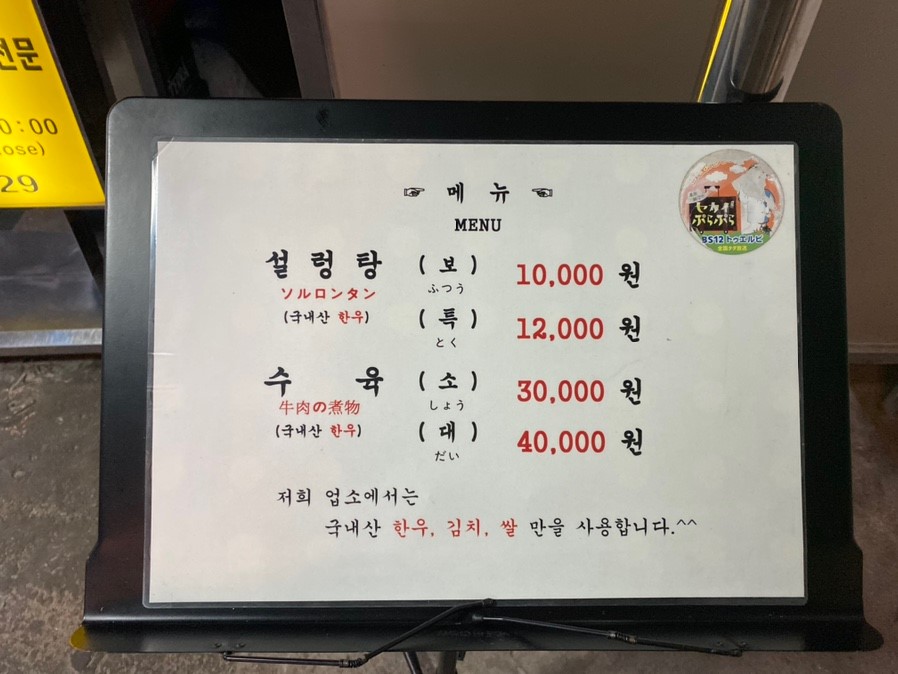 전문
0:00
ose)
29
☞ 메 뉴 ☜
MENU
설 렁 탕 ( 보 ) 10,000 원
ソルロンタン ふつう
(국내산 한우) ( 특 ) 12,000 원
とく
수 육 ( 소 ) 30,000 원
牛肉の煮物 しょう
(국내산 한우) ( 대 ) 40,000 원
だい
저희 업소에서는
국내산 한우, 김치, 쌀 만을 사용합니다.^^
ぶらぶら
BS12 トゥエルビ